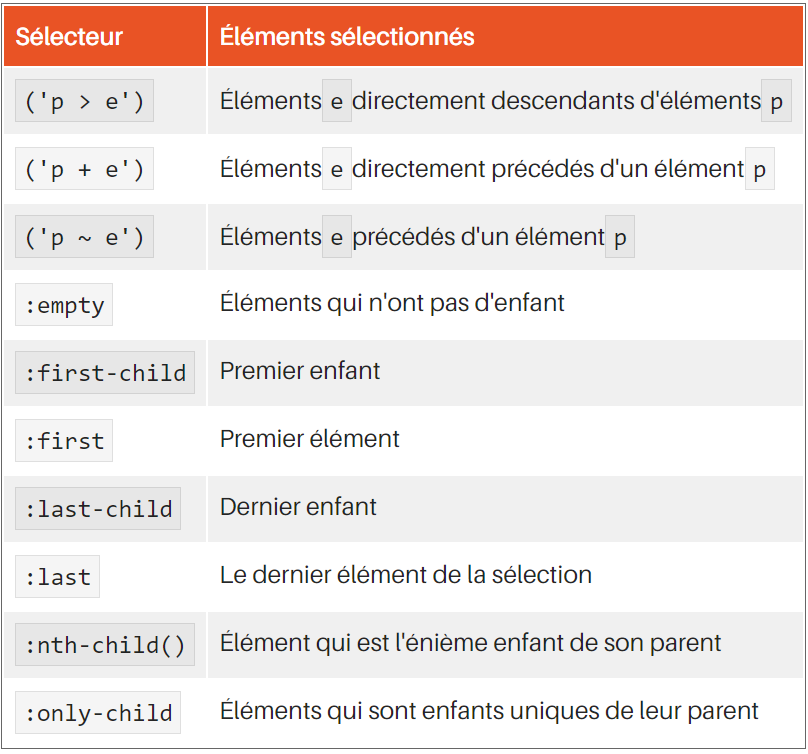 Sélecteur Éléments sélectionnés
('p > e') Éléments e directement descendants d'éléments p
('p + e') Éléments e directement précédés d'un élément p
('p ~ e') Éléments e précédés d'un élément p
:empty Éléments qui n'ont pas d'enfant
:first-child Premier enfant
:first Premier élément
:last-child Dernier enfant
:last Le dernier élément de la sélection
:nth-child() Élément qui est l'énième enfant de son parent
:only-child Éléments qui sont enfants uniques de leur parent